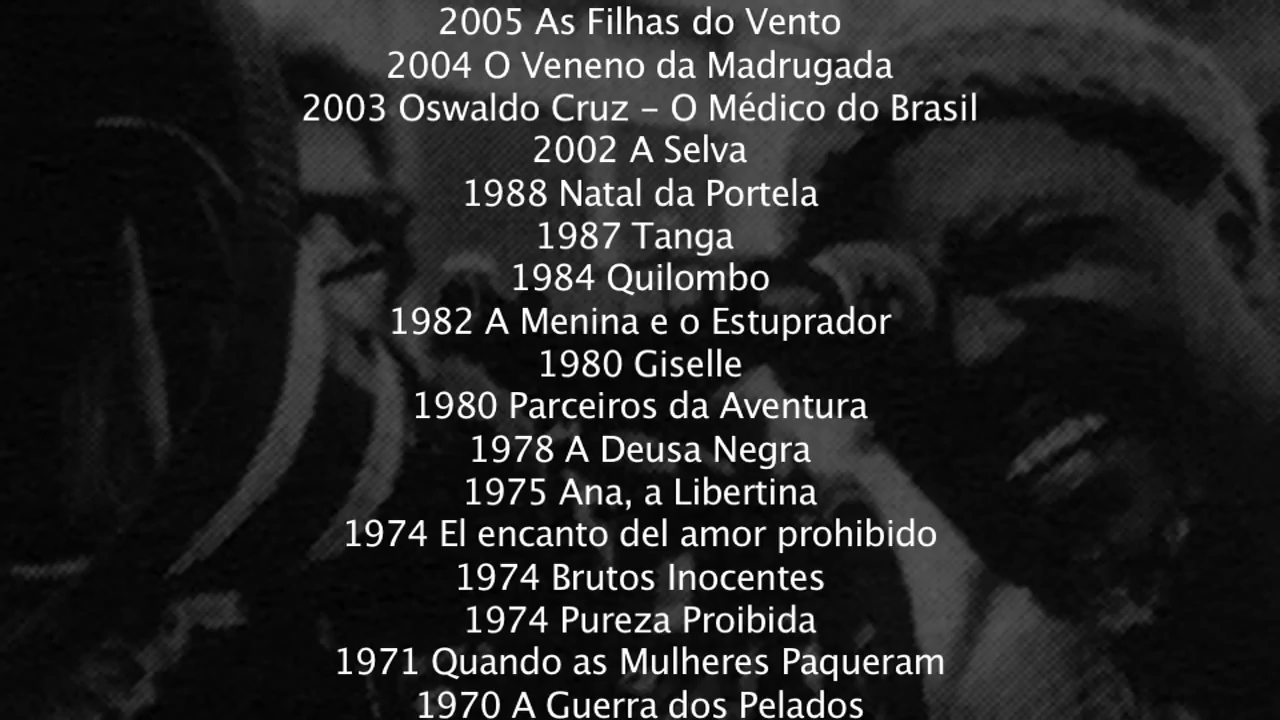 2005 As Filhas do Vento
2004 O Veneno da Madrugada
2003 Oswaldo Cruz – O Médico do Brasil
2002 A Selva
1988 Natal da Portela
1987 Tanga
1984 Quilombo
1982 A Menina e o Estuprador
1980 Giselle
1980 Parceiros da Aventura
1978 A Deusa Negra
1975 Ana, a Libertina
1974 El encanto del amor prohibido
1974 Brutos Inocentes
1974 Pureza Proibida
1971 Quando as Mulheres Paqueram
1970 A Guerra dos Pelados